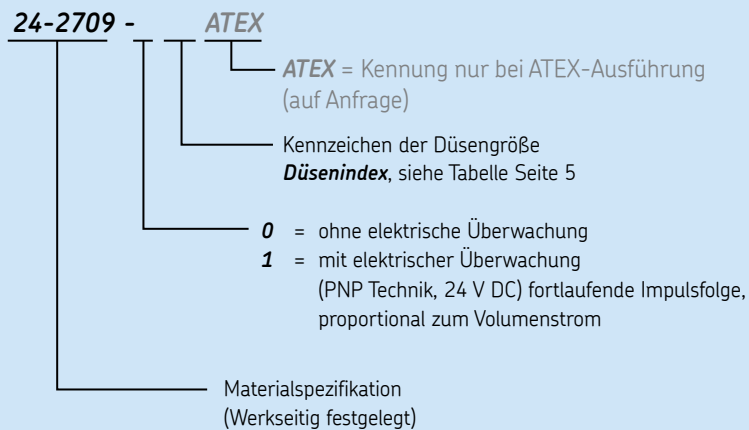 24-2709 - _ _ ATEX
ATEX = Kennung nur bei ATEX-Ausführung
(auf Anfrage)
Kennzeichen der Düsengröße
Düsenindex, siehe Tabelle Seite 5
0 = ohne elektrische Überwachung
1 = mit elektrischer Überwachung
(PNP Technik, 24 V DC) fortlaufende Impulsfolge,
proportional zum Volumenstrom
Materialspezifikation
(Werkseitig festgelegt)